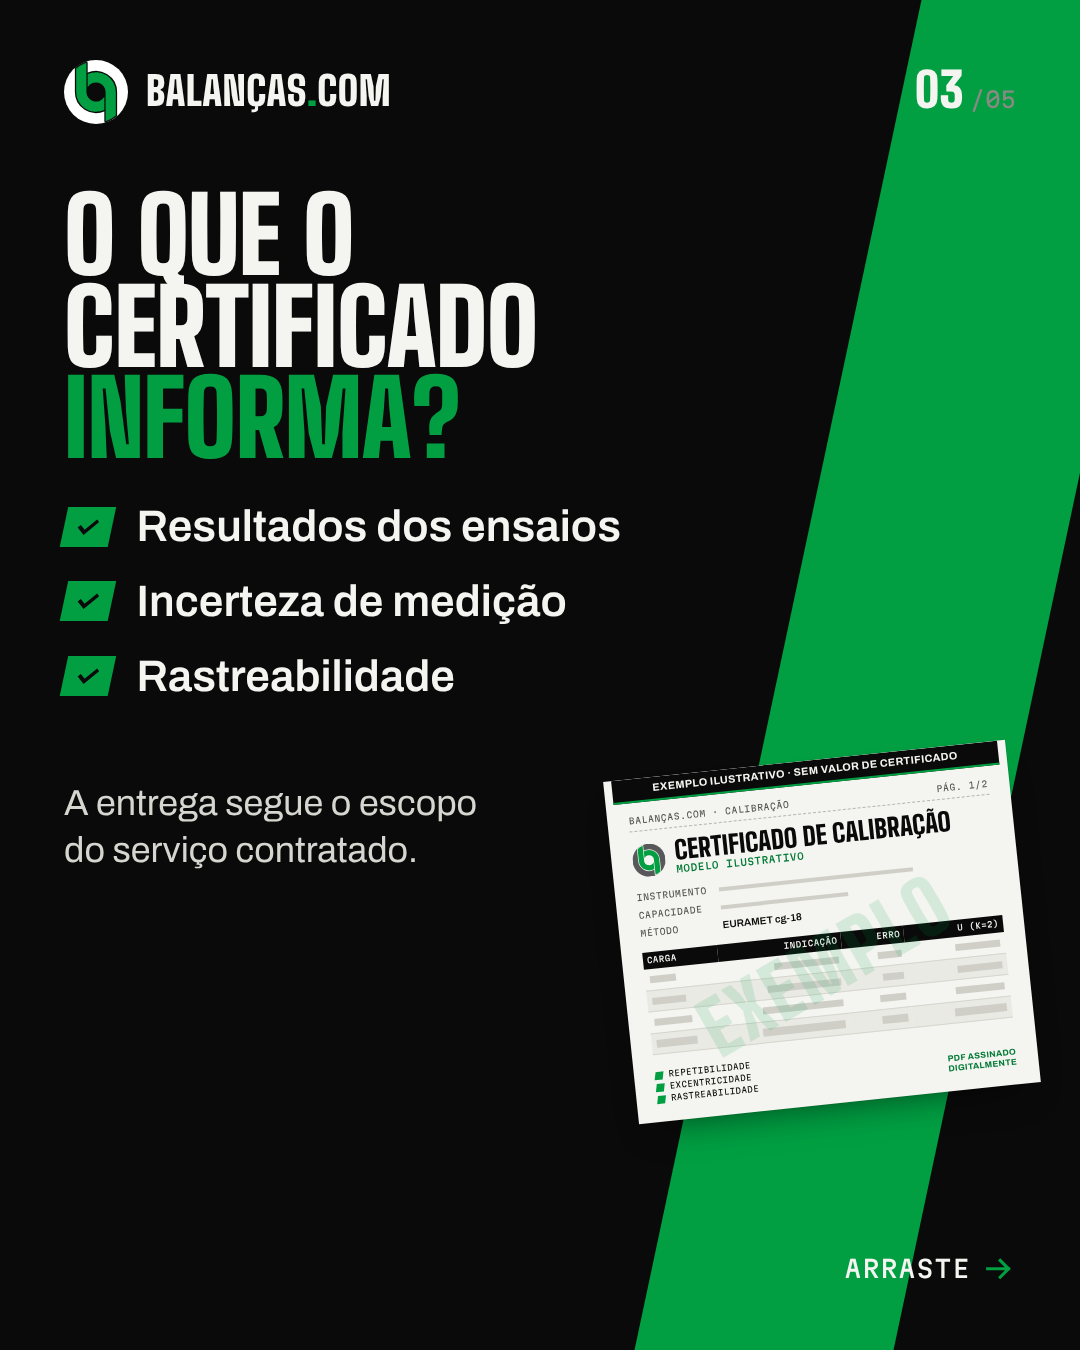 BALANÇAS.COM
03 /05
O QUE O
CERTIFICADO
INFORMA?
Resultados dos ensaios
Incerteza de medição
Rastreabilidade
A entrega segue o escopo
do serviço contratado.
EXEMPLO ILUSTRATIVO · SEM VALOR DE CERTIFICADO
BALANÇAS.COM · CALIBRAÇÃO
PÁG. 1/2
CERTIFICADO DE CALIBRAÇÃO
MODELO ILUSTRATIVO
INSTRUMENTO
CAPACIDADE
MÉTODO EURAMET cg-18
CARGA INDICAÇÃO ERRO U (K=2)
EXEMPLO
REPETIBILIDADE
EXCENTRICIDADE
RASTREABILIDADE
PDF ASSINADO
DIGITALMENTE
ARRASTE →